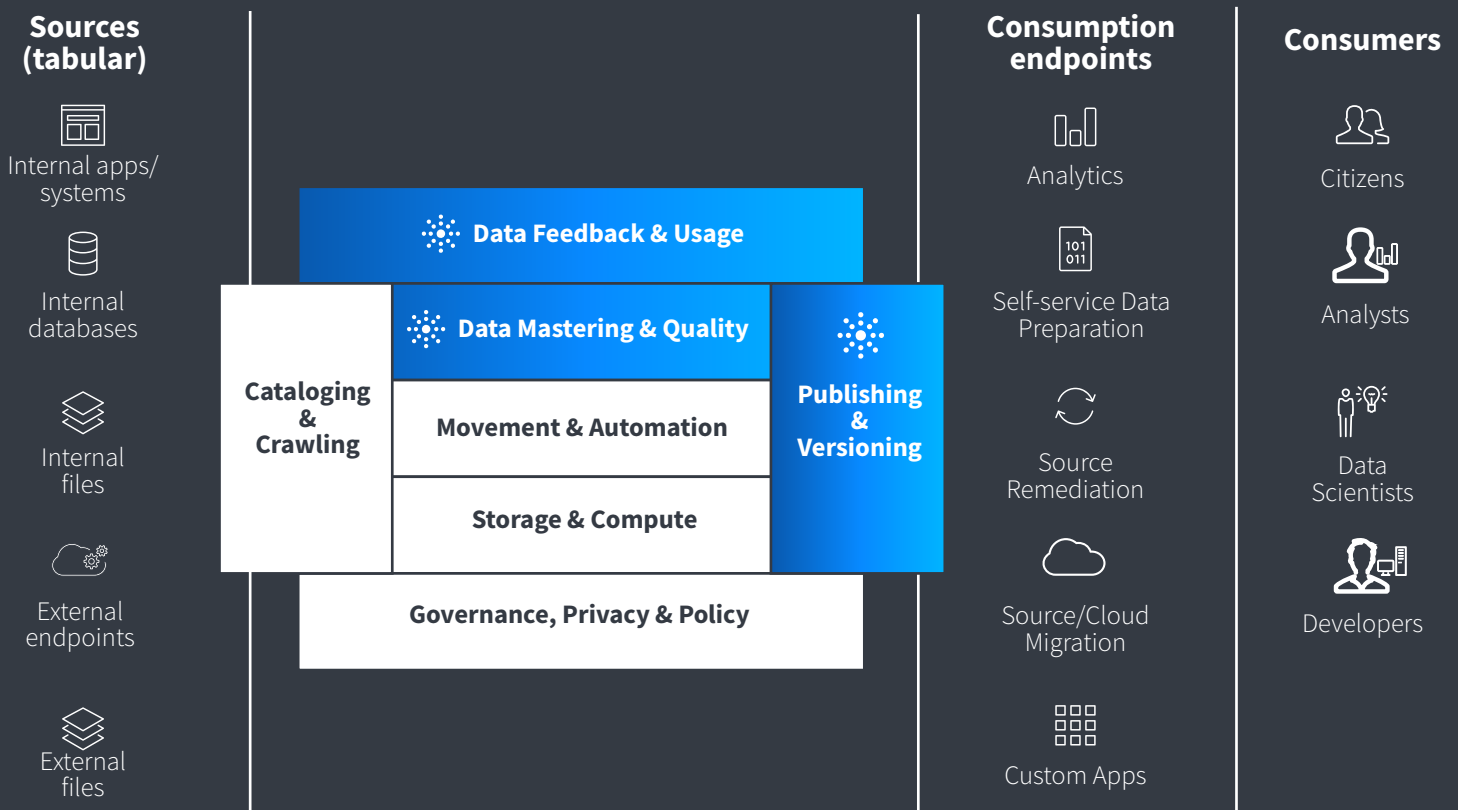 Sources
(tabular)
Internal apps/
systems
Internal
databases
Internal
files
External
endpoints
External
files
Data Feedback & Usage
Cataloging
&
Crawling
Data Mastering & Quality
Movement & Automation
Storage & Compute
Publishing
&
Versioning
Governance, Privacy & Policy
Consumption
endpoints
Analytics
101
011
Self-service Data
Preparation
Source
Remediation
Source/Cloud
Migration
Custom Apps
Consumers
Citizens
Analysts
Data
Scientists
Developers